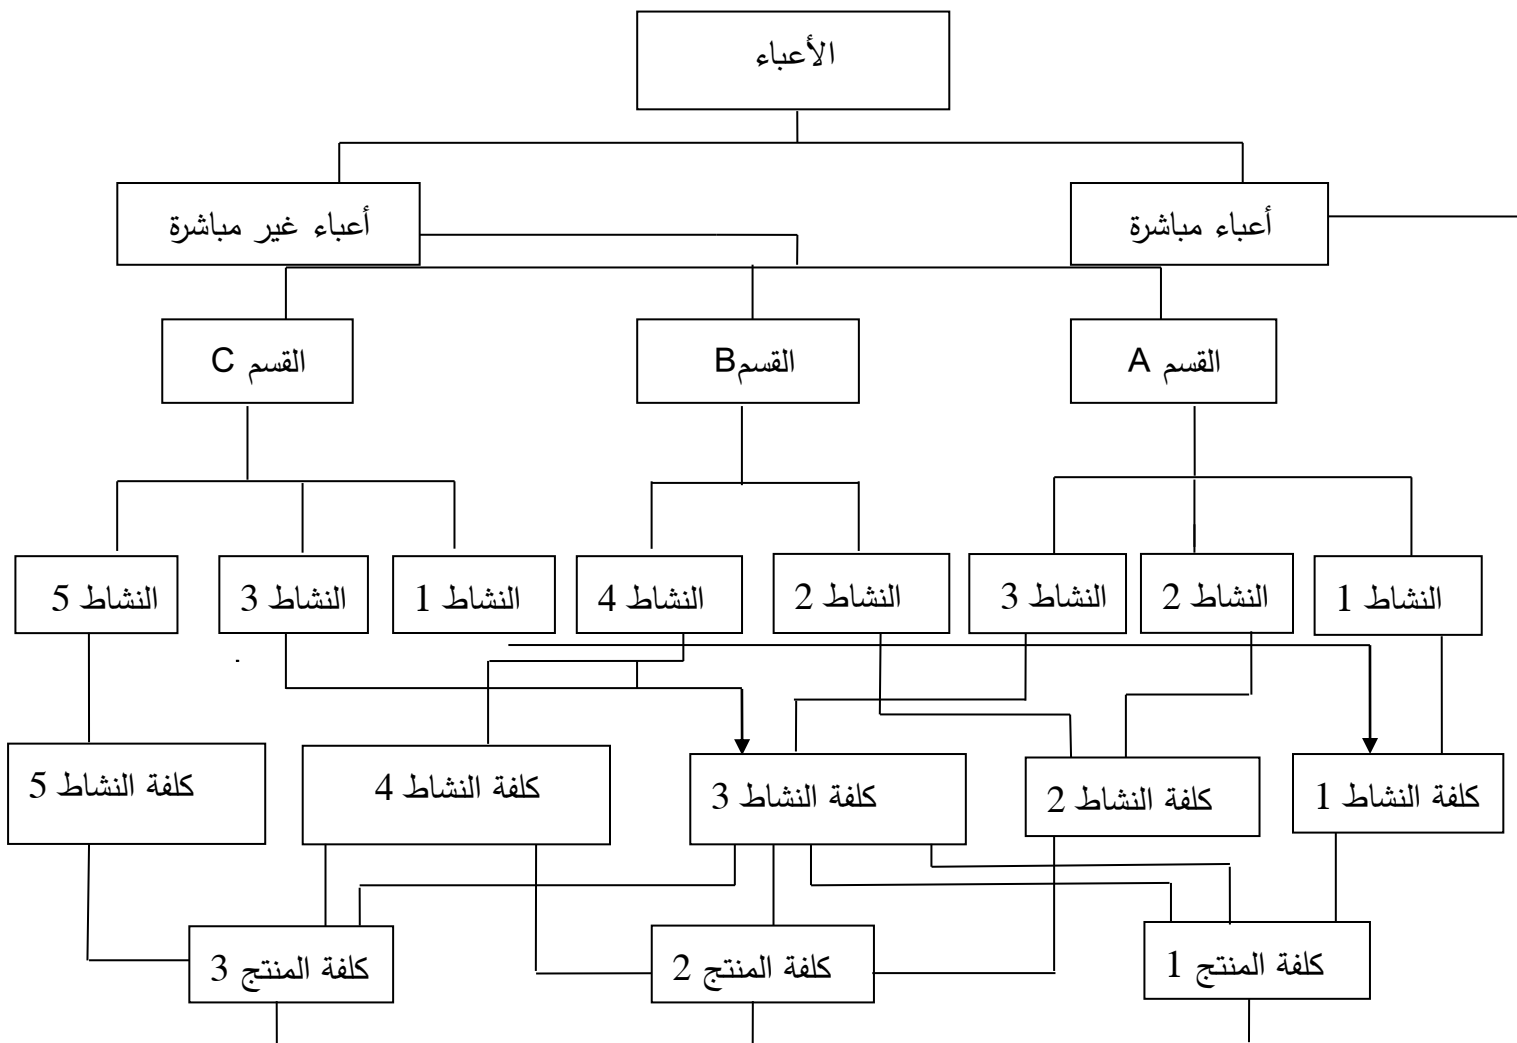 الأعباء
أعباء مباشرة
أعباء غير مباشرة
القسم A
القسمB
القسم C
النشاط 1
النشاط 2
النشاط 3
النشاط 2
النشاط 4
النشاط 1
النشاط 3
النشاط 5
كلفة النشاط 1
كلفة النشاط 2
كلفة النشاط 3
كلفة النشاط 4
كلفة النشاط 5
كلفة المنتج 1
كلفة المنتج 2
كلفة المنتج 3